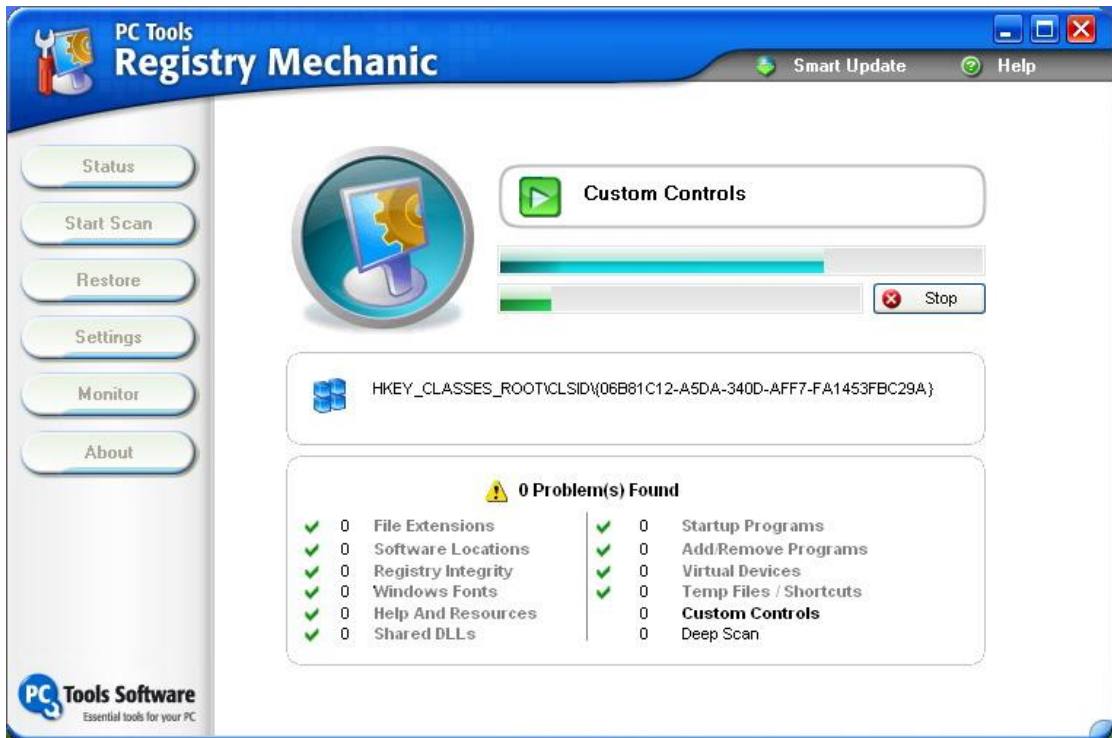 PC Tools
Registry Mechanic
Smart Update
Help
Status
Start Scan
Restore
Settings
Monitor
About
Custom Controls
Stop
HKEY_CLASSES_ROOT\CLSID\{06B81C12-A5DA-340D-AFF7-FA1453FBC29A}
0 Problem(s) Found
0 File Extensions
0 Software Locations
0 Registry Integrity
0 Windows Fonts
0 Help And Resources
0 Shared DLLs
0 Startup Programs
0 Add/Remove Programs
0 Virtual Devices
0 Temp Files / Shortcuts
0 Custom Controls
0 Deep Scan
PC Tools Software
Essential tools for your PC